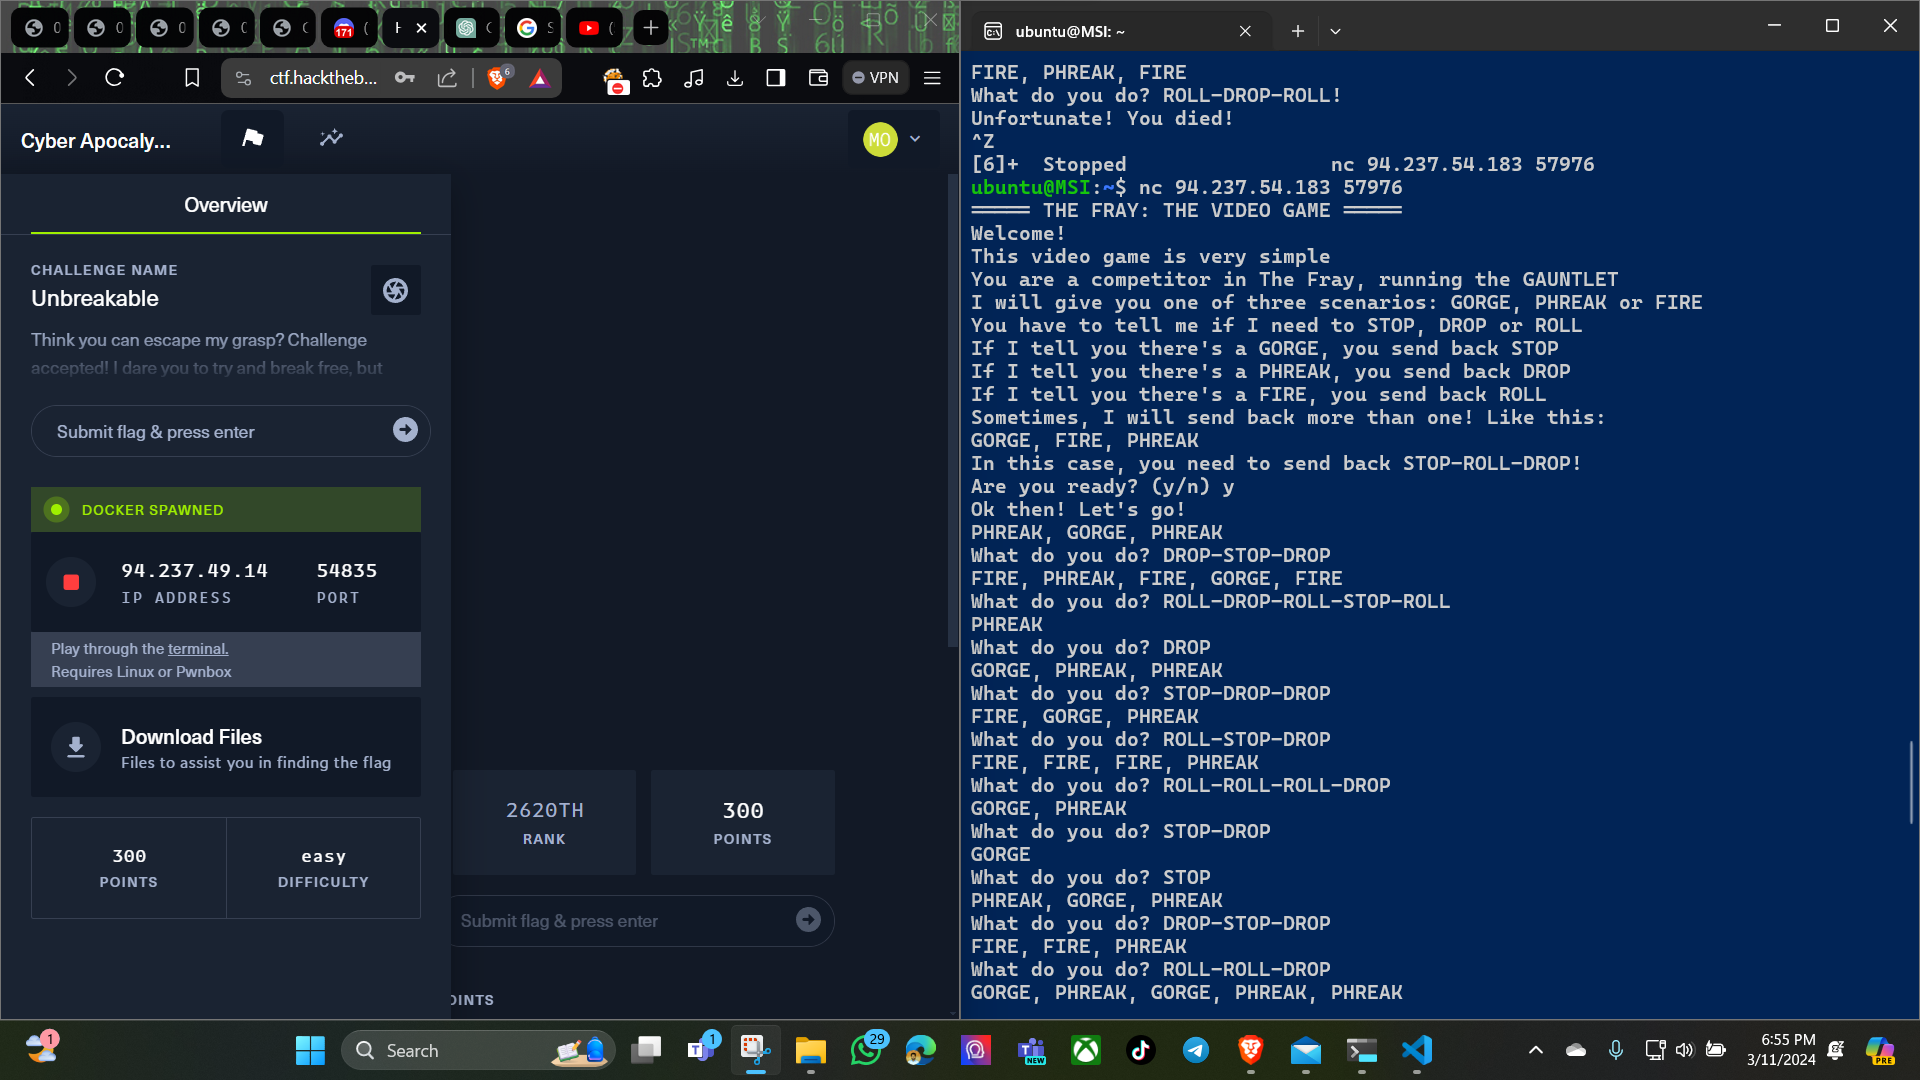 171
ctf.hacktheb...
6
VPN
Cyber Apocaly...
MO
Overview
CHALLENGE NAME
Unbreakable
Think you can escape my grasp? Challenge
accepted! I dare you to try and break free, but
Submit flag & press enter
DOCKER SPAWNED
94.237.49.14
54835
IP ADDRESS
PORT
Play through the terminal.
Requires Linux or Pwnbox
Download Files
Files to assist you in finding the flag
300
POINTS
easy
DIFFICULTY
2620TH
RANK
300
POINTS
Submit flag & press enter
OINTS
ubuntu@MSI: ~
FIRE, PHREAK, FIRE
What do you do? ROLL-DROP-ROLL!
Unfortunate! You died!
^Z
[6]+  Stopped                 nc 94.237.54.183 57976
ubuntu@MSI:~$ nc 94.237.54.183 57976
===== THE FRAY: THE VIDEO GAME =====
Welcome!
This video game is very simple
You are a competitor in The Fray, running the GAUNTLET
I will give you one of three scenarios: GORGE, PHREAK or FIRE
You have to tell me if I need to STOP, DROP or ROLL
If I tell you there's a GORGE, you send back STOP
If I tell you there's a PHREAK, you send back DROP
If I tell you there's a FIRE, you send back ROLL
Sometimes, I will send back more than one! Like this:
GORGE, FIRE, PHREAK
In this case, you need to send back STOP-ROLL-DROP!
Are you ready? (y/n) y
Ok then! Let's go!
PHREAK, GORGE, PHREAK
What do you do? DROP-STOP-DROP
FIRE, PHREAK, FIRE, GORGE, FIRE
What do you do? ROLL-DROP-ROLL-STOP-ROLL
PHREAK
What do you do? DROP
GORGE, PHREAK, PHREAK
What do you do? STOP-DROP-DROP
FIRE, GORGE, PHREAK
What do you do? ROLL-STOP-DROP
FIRE, FIRE, FIRE, PHREAK
What do you do? ROLL-ROLL-ROLL-DROP
GORGE, PHREAK
What do you do? STOP-DROP
GORGE
What do you do? STOP
PHREAK, GORGE, PHREAK
What do you do? DROP-STOP-DROP
FIRE, FIRE, PHREAK
What do you do? ROLL-ROLL-DROP
GORGE, PHREAK, GORGE, PHREAK, PHREAK
1
Search
1
29
NEW
6:55 PM
3/11/2024
PRE